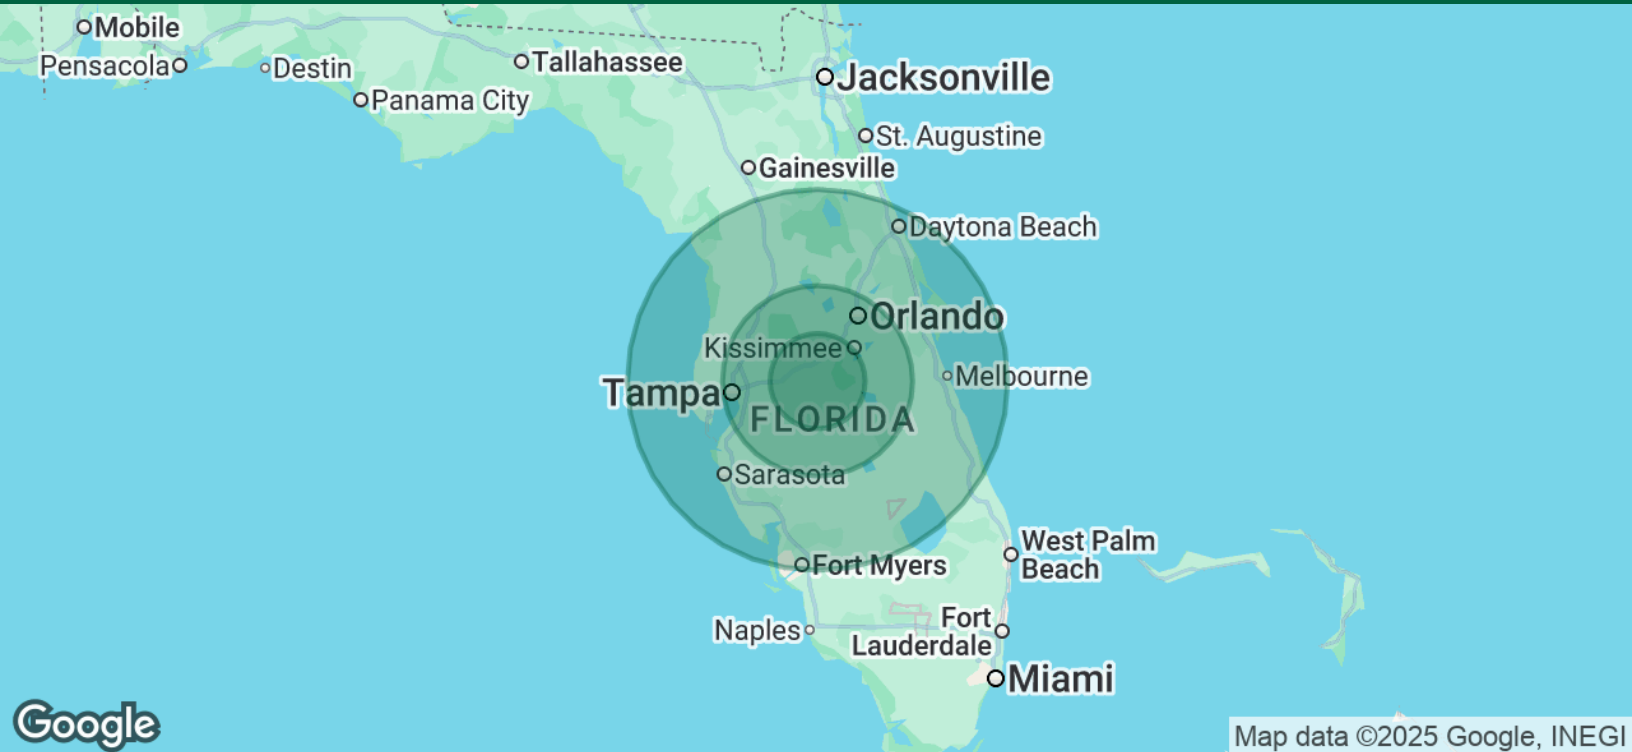 Mobile
Pensacola
Destin
Tallahassee
Panama City
Jacksonville
St. Augustine
Gainesville
Daytona Beach
Orlando
Kissimmee
Melbourne
Tampa
FLORIDA
Sarasota
West Palm
Beach
Fort Myers
Fort
Lauderdale
Naples
Miami
Google
Map data ©2025 Google, INEGI